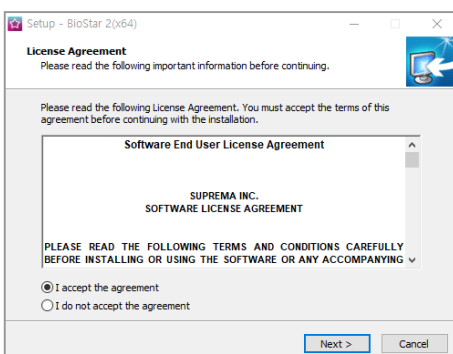 Setup - BioStar 2(x64)
License Agreement
Please read the following important information before continuing.
Please read the following License Agreement. You must accept the terms of this
agreement before continuing with the installation.
Software End User License Agreement
SUPREMA INC.
SOFTWARE LICENSE AGREEMENT
PLEASE READ THE FOLLOWING TERMS AND CONDITIONS CAREFULLY
BEFORE INSTALLING OR USING THE SOFTWARE OR ANY ACCOMPANYING
I accept the agreement
I do not accept the agreement
Next >
Cancel